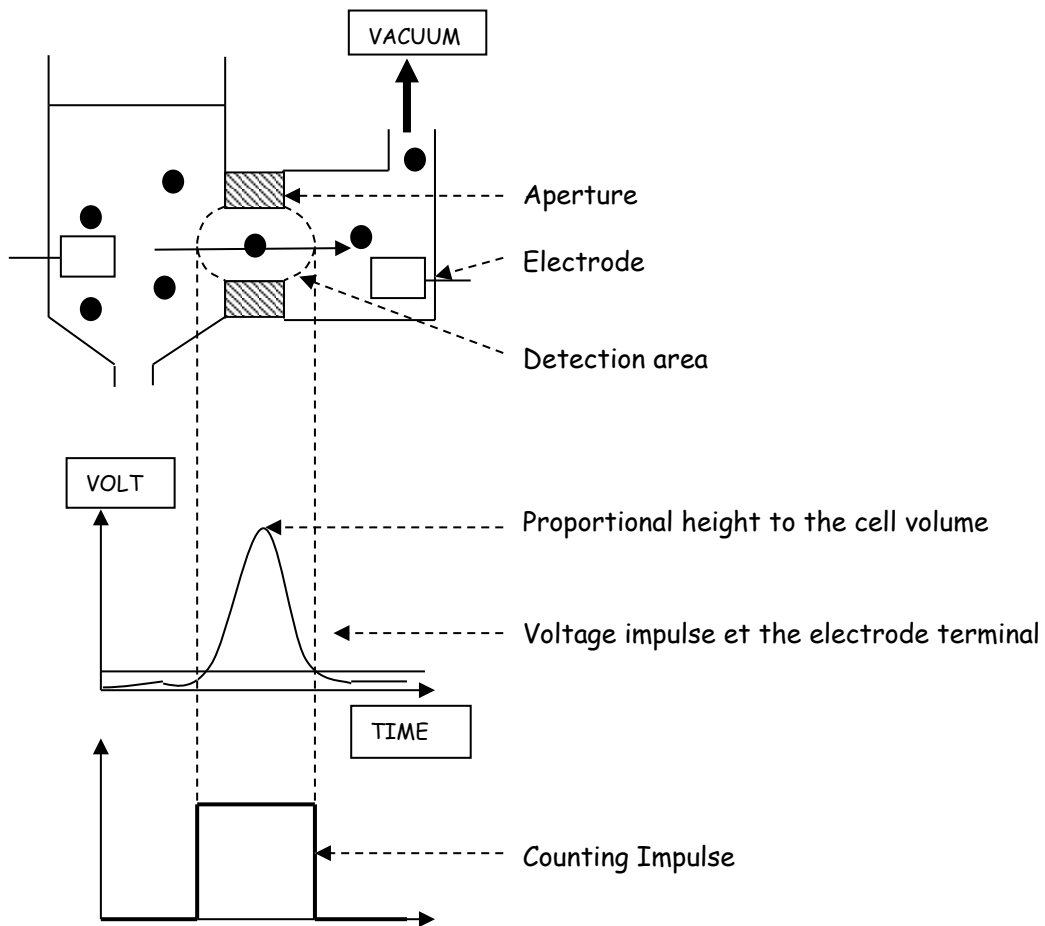 VACUUM
Aperture
Electrode
Detection area
VOLT
Proportional height to the cell volume
Voltage impulse et the electrode terminal
TIME
Counting Impulse